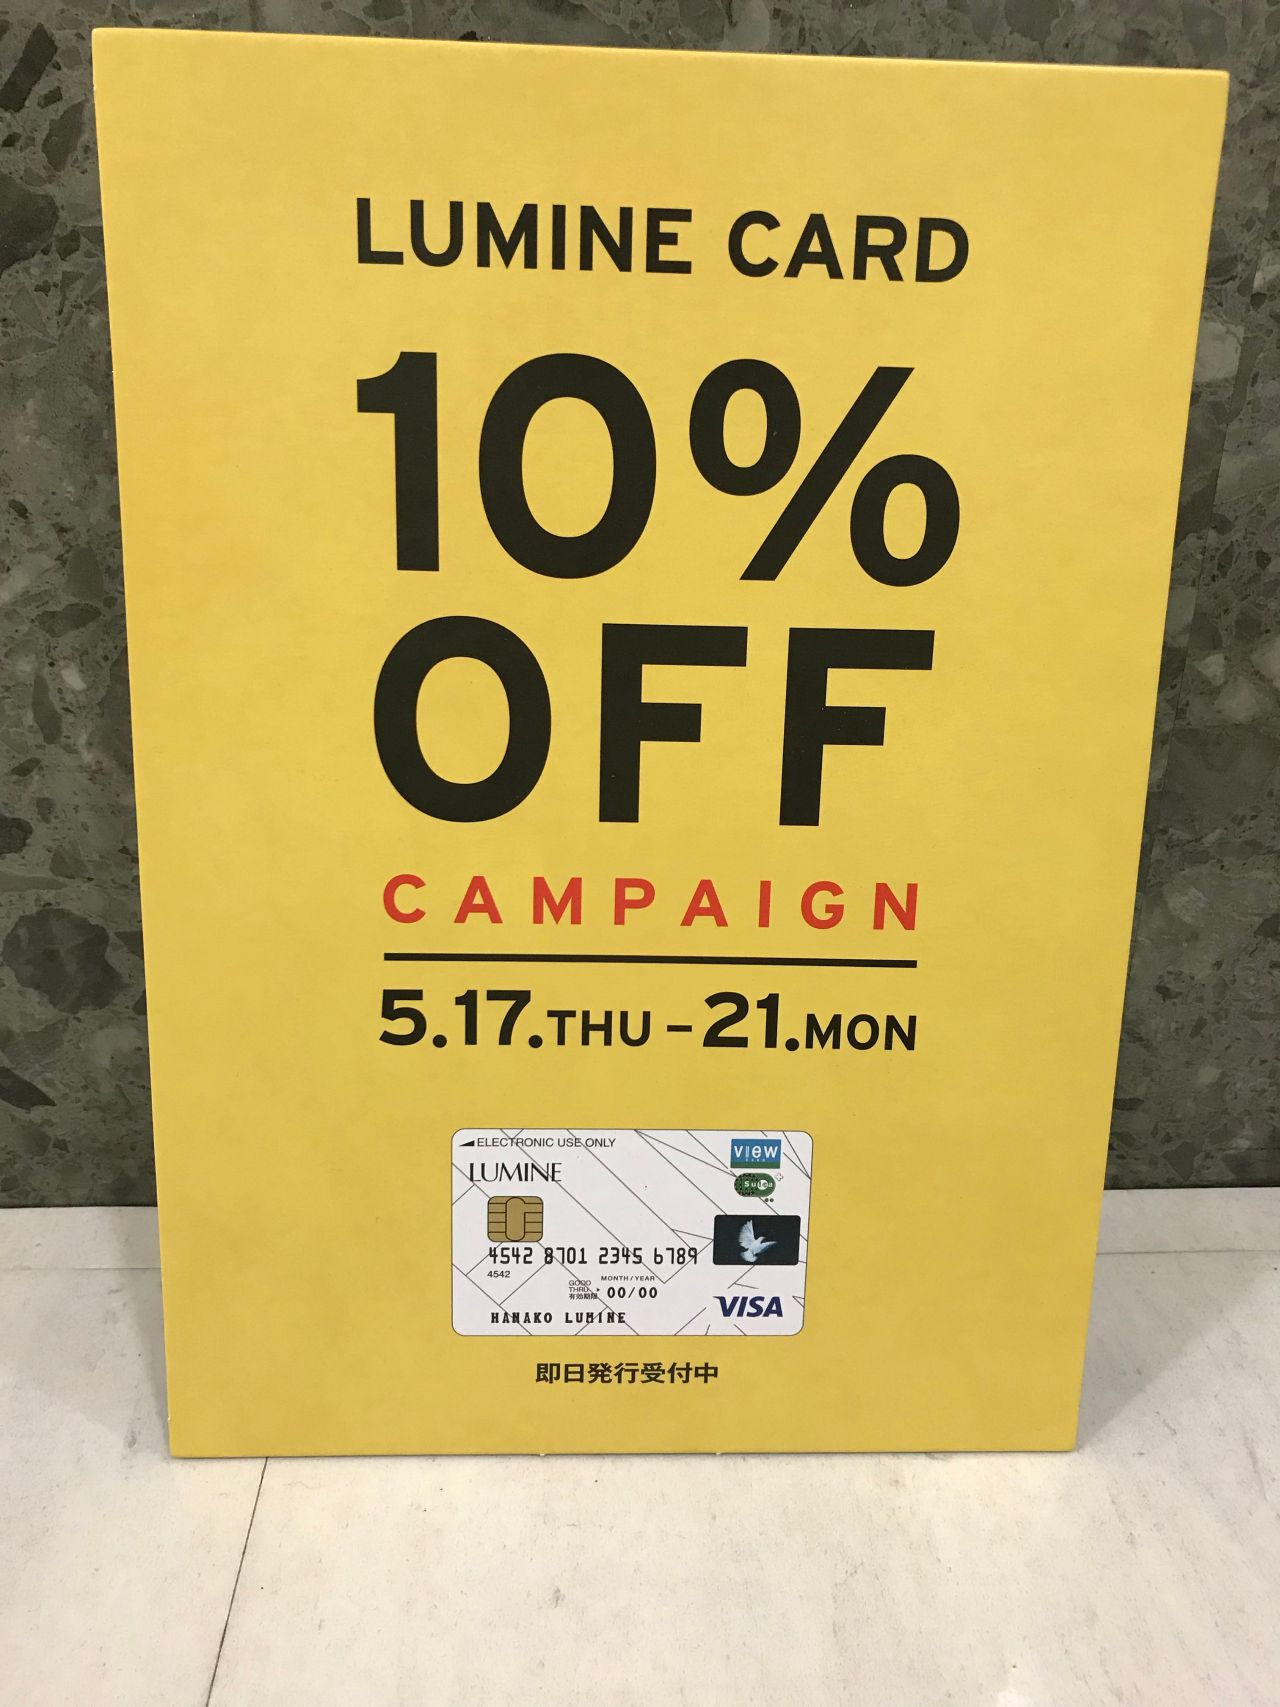 LUMINE CARD
10%
OFF
CAMPAIGN
5.17.THU–21.MON
ELECTRONIC USE ONLY
LUMINE
VIEW
CARD
Suica
4542 8701 2345 6789
4542
GOOD
THRU
有効期限
MONTH/YEAR
00/00
HANAKO LUMINE
VISA
即日発行受付中